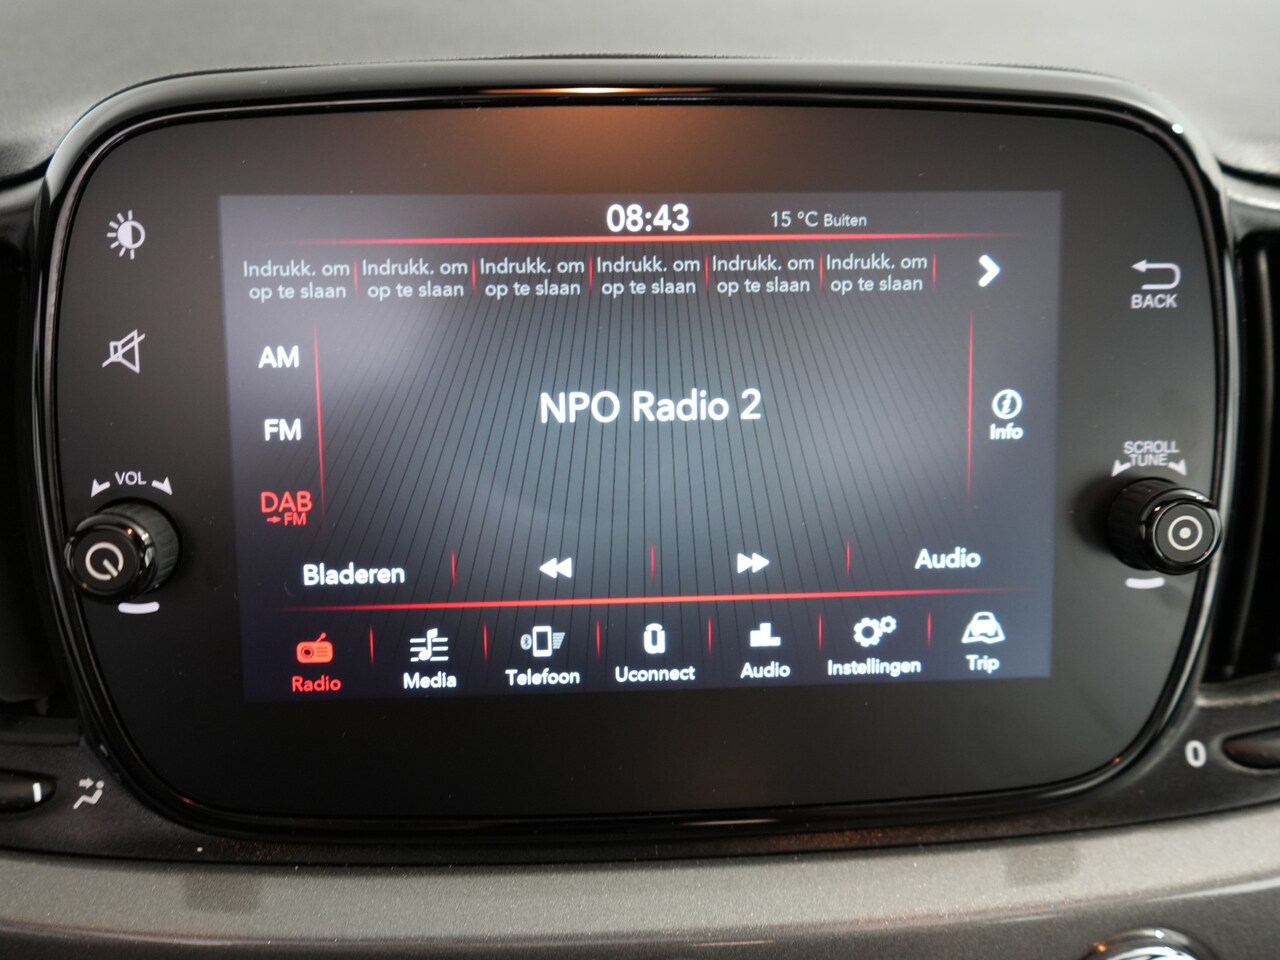 08:43
15 °C Buiten
Indrukk. om op te slaan
Indrukk. om op te slaan
Indrukk. om op te slaan
Indrukk. om op te slaan
Indrukk. om op te slaan
Indrukk. om op te slaan
BACK
AM
NPO Radio 2
FM
Info
SCROLL
TUNE
VOL
DAB
FM
Bladeren
Audio
Radio
Media
Telefoon
Uconnect
Audio
Instellingen
Trip
0